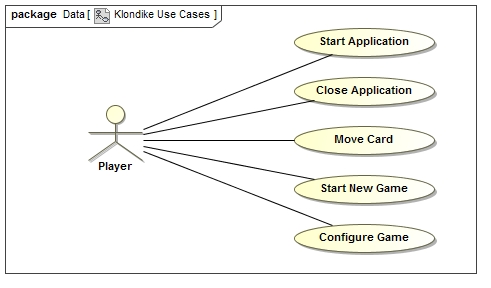 package Data [ Klondike Use Cases ]
Start Application
Close Application
Move Card
Player
Start New Game
Configure Game